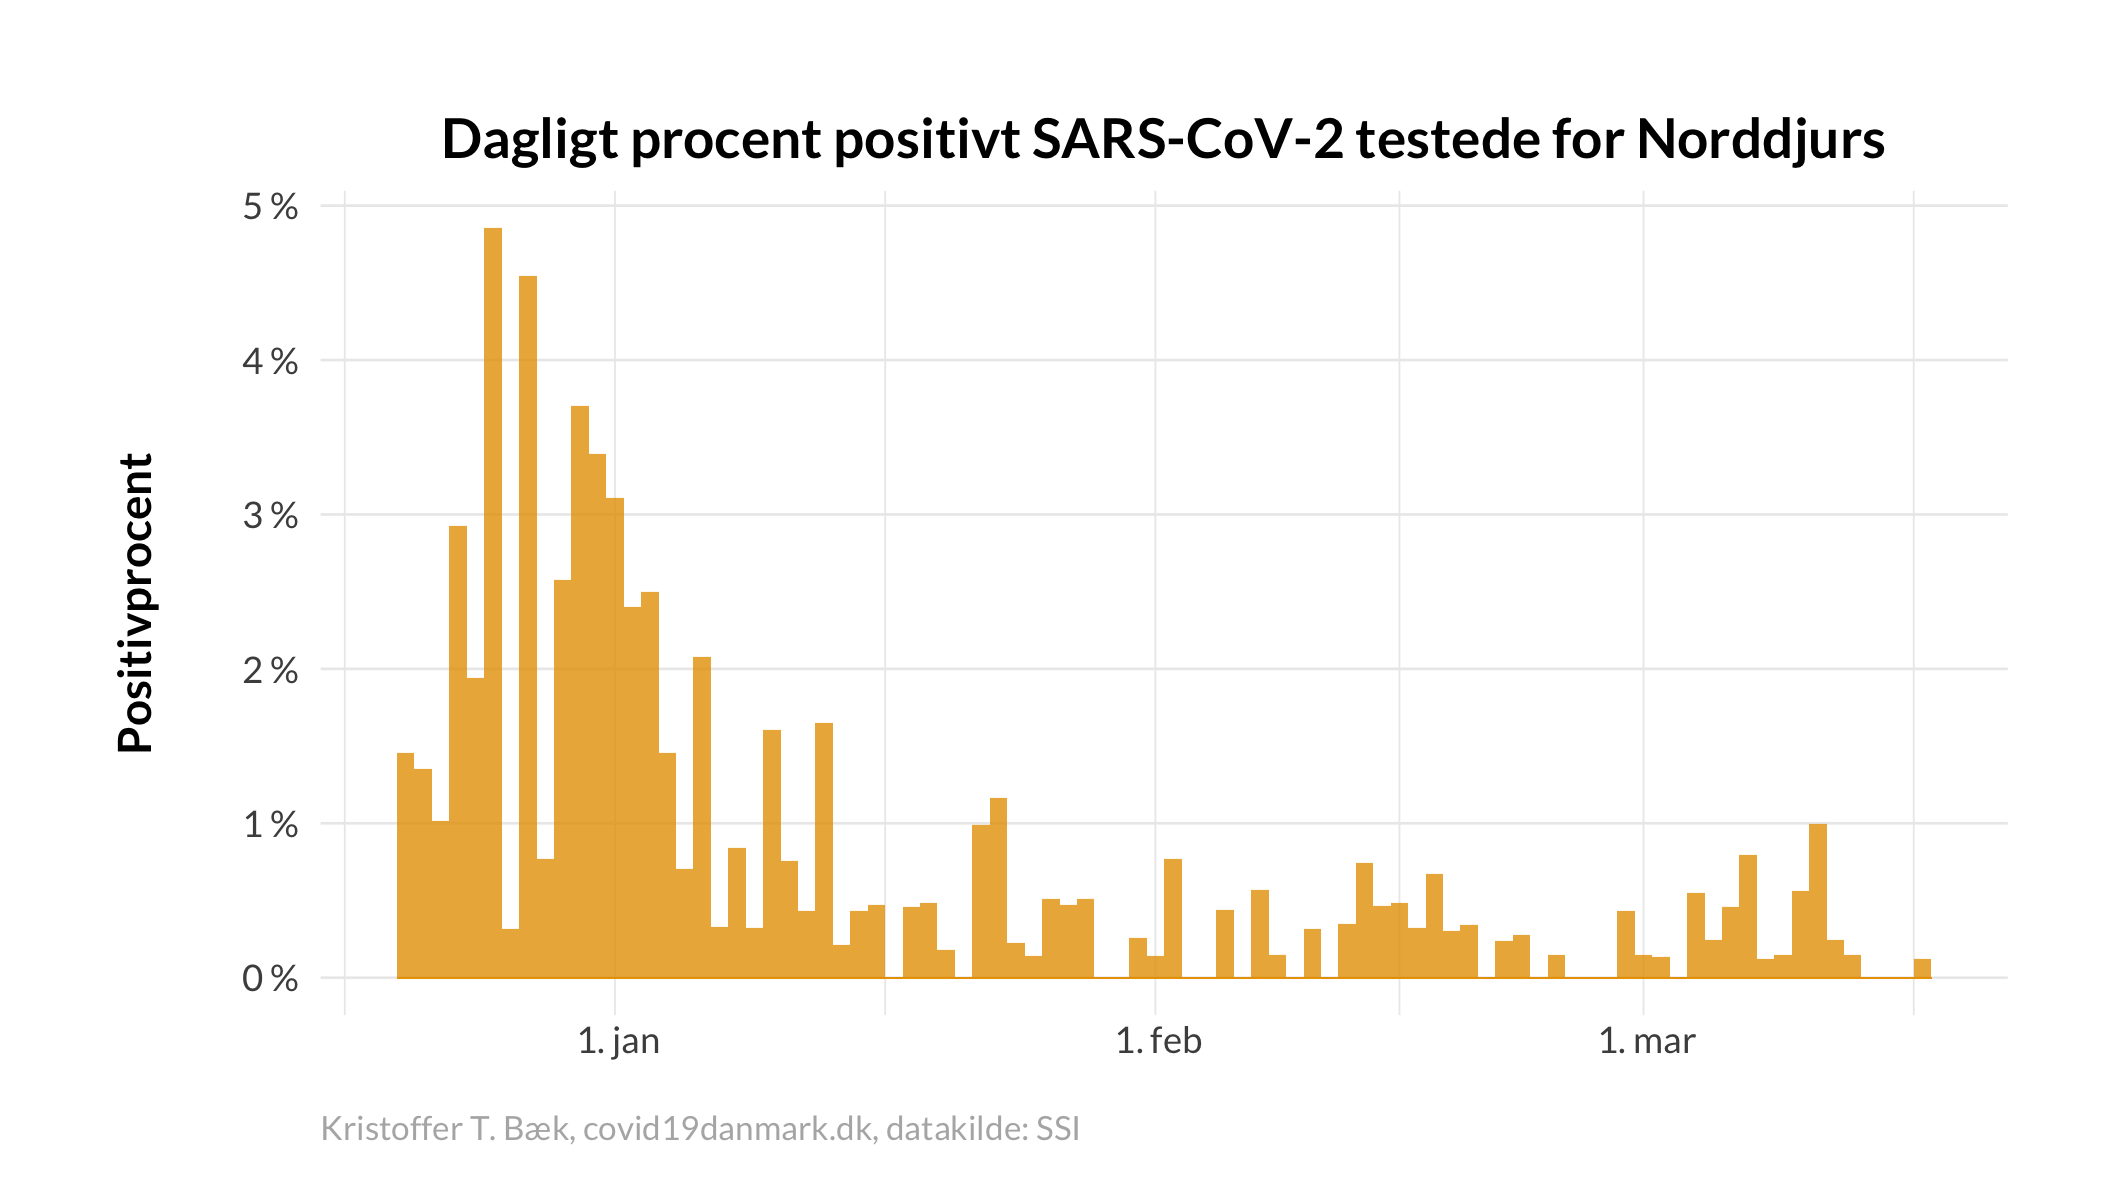 Dagligt procent positivt SARS-CoV-2 testede for Norddjurs
Positivprocent
5 %
4 %
3 %
2 %
1 %
0 %
1. jan
1. feb
1. mar
Kristoffer T. Bæk, covid19danmark.dk, datakilde: SSI